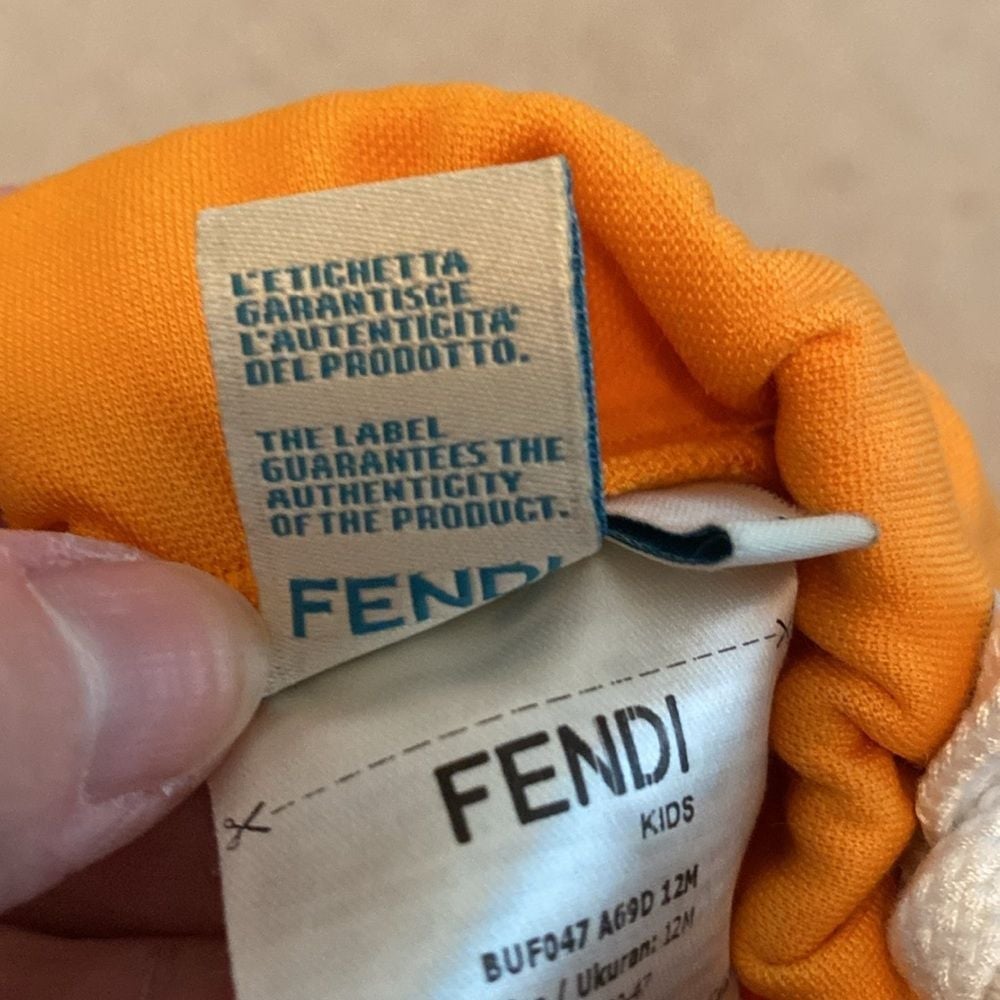 L'ETICHETTA
GARANTISCE
L'AUTENTICITA'
DEL PRODOTTO.
THE LABEL
GUARANTEES THE
AUTHENTICITY
OF THE PRODUCT.
FENDI
FENDI
KIDS
BUF047 A69D 12M
/ Ukuran: 12M